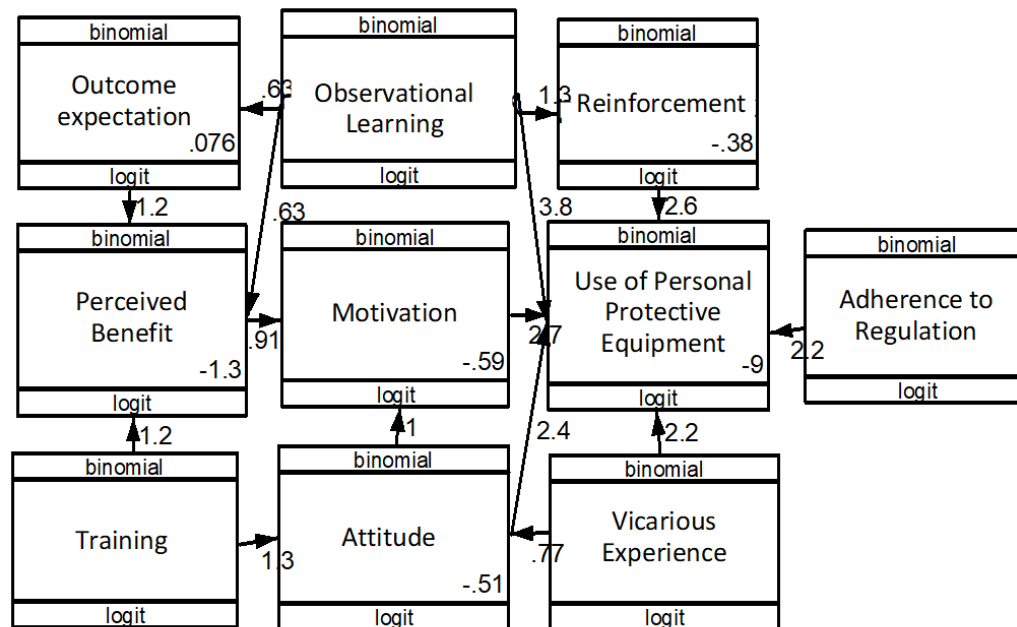 binomial
Outcome
expectation
.076
logit
.63
binomial
Observational
Learning
logit
1.3
binomial
Reinforcement
-.38
logit
1.2
.63
3.8
2.6
binomial
Perceived
Benefit
-1.3
logit
.91
binomial
Motivation
-.59
logit
2.7
binomial
Use of Personal
Protective
Equipment
-9
logit
2.2
binomial
Adherence to
Regulation
logit
1.2
1
2.4
2.2
binomial
Training
logit
1.3
binomial
Attitude
-.51
logit
.77
binomial
Vicarious
Experience
logit